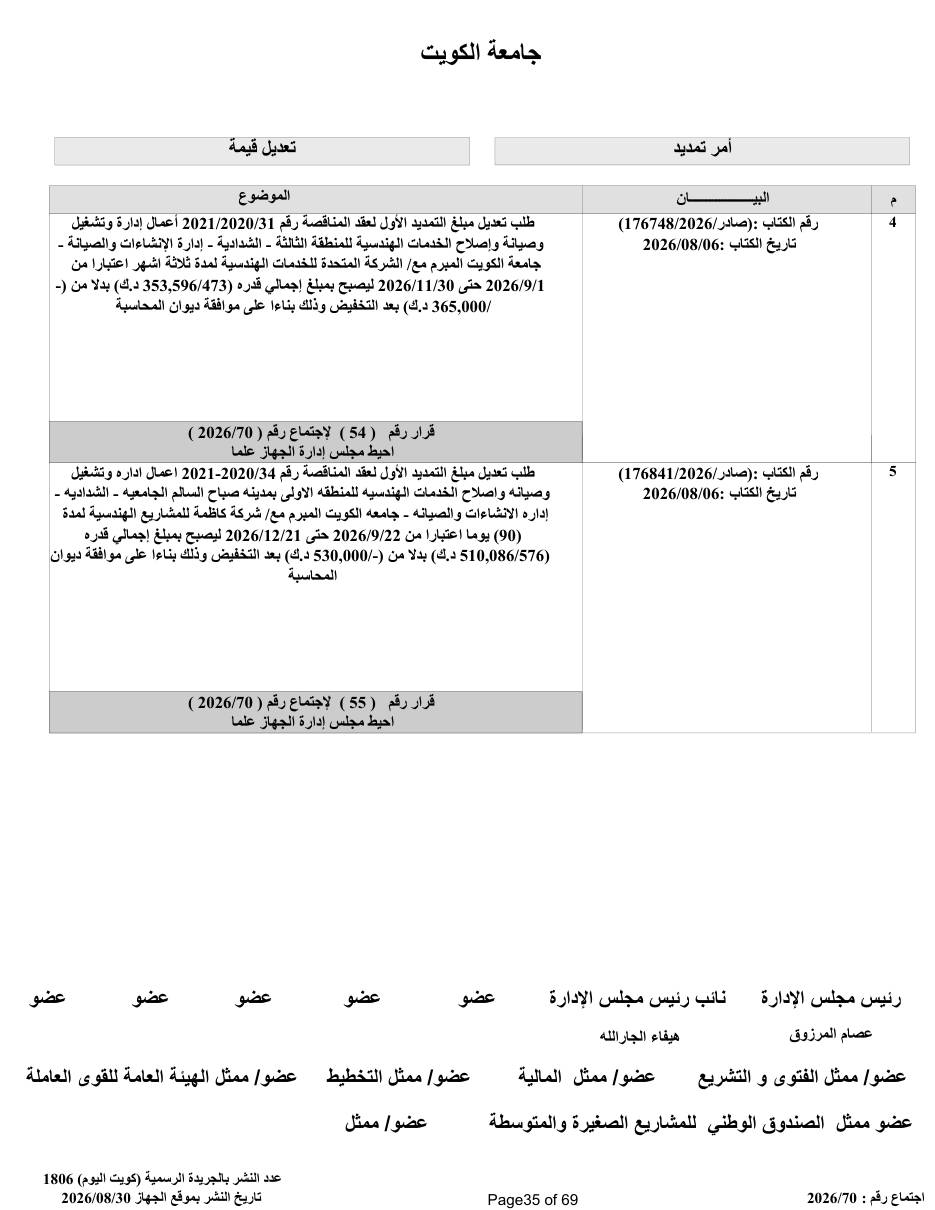 جامعة الكويت
أمر تمديد
تعديل قيمة
م
البيـــــــــــــــان
الموضوع
4
رقم الكتاب :(صادر/2026/176748)
تاريخ الكتاب :2026/08/06
طلب تعديل مبلغ التمديد الأول لعقد المناقصة رقم 2021/2020/31 أعمال إدارة وتشغيل
وصيانة وإصلاح الخدمات الهندسية للمنطقة الثالثة - الشدادية - إدارة الإنشاءات والصيانة -
جامعة الكويت المبرم مع/ الشركة المتحدة للخدمات الهندسية لمدة ثلاثة اشهر اعتبارا من
2026/9/1 حتى 2026/11/30 ليصبح بمبلغ إجمالي قدره (353,596/473 د.ك) بدلا من (-
/365,000 د.ك) بعد التخفيض وذلك بناءا على موافقة ديوان المحاسبة
قرار رقم ( 54 ) لإجتماع رقم ( 2026/70 )
احيط مجلس إدارة الجهاز علما
5
رقم الكتاب :(صادر/2026/176841)
تاريخ الكتاب :2026/08/06
طلب تعديل مبلغ التمديد الأول لعقد المناقصة رقم 2020/34-2021 اعمال اداره وتشغيل
وصيانه واصلاح الخدمات الهندسيه للمنطقه الاولى بمدينه صباح السالم الجامعيه - الشداديه -
إداره الانشاءات والصيانه - جامعه الكويت المبرم مع/ شركة كاظمة للمشاريع الهندسية لمدة
(90) يوما اعتبارا من 2026/9/22 حتى 2026/12/21 ليصبح بمبلغ إجمالي قدره
(510,086/576 د.ك) بدلا من (-/530,000 د.ك) بعد التخفيض وذلك بناءا على موافقة ديوان
المحاسبة
قرار رقم ( 55 ) لإجتماع رقم ( 2026/70 )
احيط مجلس إدارة الجهاز علما
رئيس مجلس الإدارة نائب رئيس مجلس الإدارة عضو عضو عضو عضو عضو
عصام المرزوق هيفاء الجارالله
عضو/ ممثل الفتوى و التشريع عضو/ ممثل المالية عضو/ ممثل التخطيط عضو/ ممثل الهيئة العامة للقوى العاملة
عضو ممثل الصندوق الوطني للمشاريع الصغيرة والمتوسطة عضو/ ممثل
عدد النشر بالجريدة الرسمية (كويت اليوم) 1806
اجتماع رقم : 2026/70 Page35 of 69 تاريخ النشر بموقع الجهاز 2026/08/30